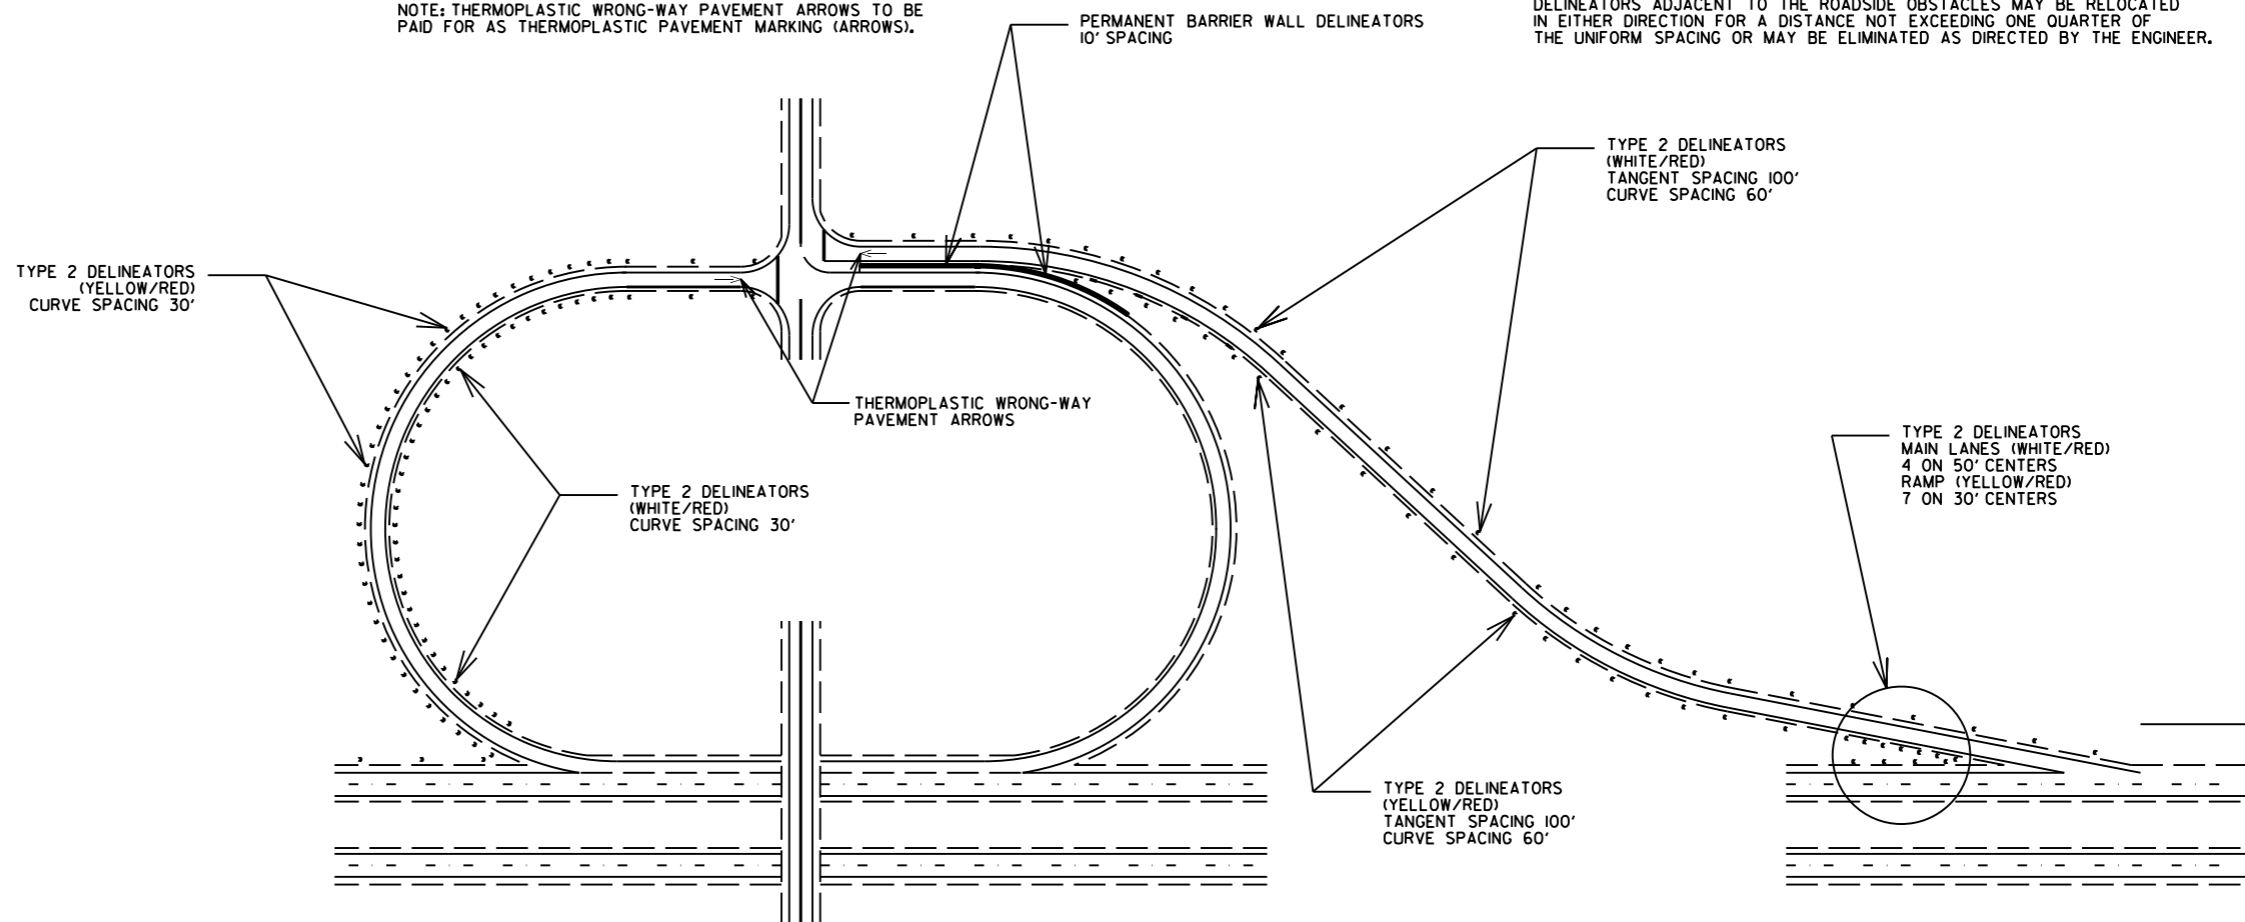 NOTE: THERMOPLASTIC WRONG-WAY PAVEMENT ARROWS TO BE
PAID FOR AS THERMOPLASTIC PAVEMENT MARKING (ARROWS).
PERMANENT BARRIER WALL DELINEATORS
10' SPACING
DELINEATORS ADJACENT TO THE ROADSIDE OBSTACLES MAY BE RELOCATED
IN EITHER DIRECTION FOR A DISTANCE NOT EXCEEDING ONE QUARTER OF
THE UNIFORM SPACING OR MAY BE ELIMINATED AS DIRECTED BY THE ENGINEER.
TYPE 2 DELINEATORS
(WHITE/RED)
TANGENT SPACING 100'
CURVE SPACING 60'
TYPE 2 DELINEATORS
(YELLOW/RED)
CURVE SPACING 30'
THERMOPLASTIC WRONG-WAY
PAVEMENT ARROWS
TYPE 2 DELINEATORS
MAIN LANES (WHITE/RED)
4 ON 50' CENTERS
RAMP (YELLOW/RED)
7 ON 30' CENTERS
TYPE 2 DELINEATORS
(WHITE/RED)
CURVE SPACING 30'
TYPE 2 DELINEATORS
(YELLOW/RED)
TANGENT SPACING 100'
CURVE SPACING 60'